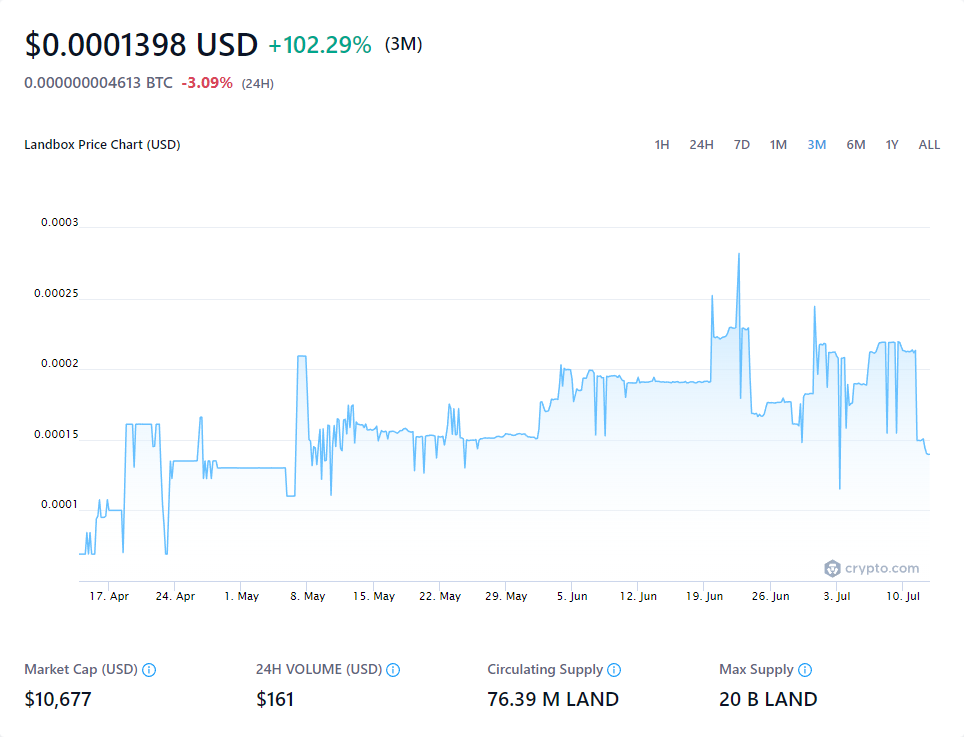 $0.0001398 USD +102.29% (3M)
0.000000004613 BTC -3.09% (24H)
Landbox Price Chart (USD)
1H 24H 7D 1M 3M 6M 1Y ALL
0.0003
0.00025
0.0002
0.00015
0.0001
crypto.com
17. Apr 24. Apr 1. May 8. May 15. May 22. May 29. May 5. Jun 12. Jun 19. Jun 26. Jun 3. Jul 10. Jul
Market Cap (USD) 24H VOLUME (USD) Circulating Supply Max Supply
$10,677 $161 76.39 M LAND 20 B LAND